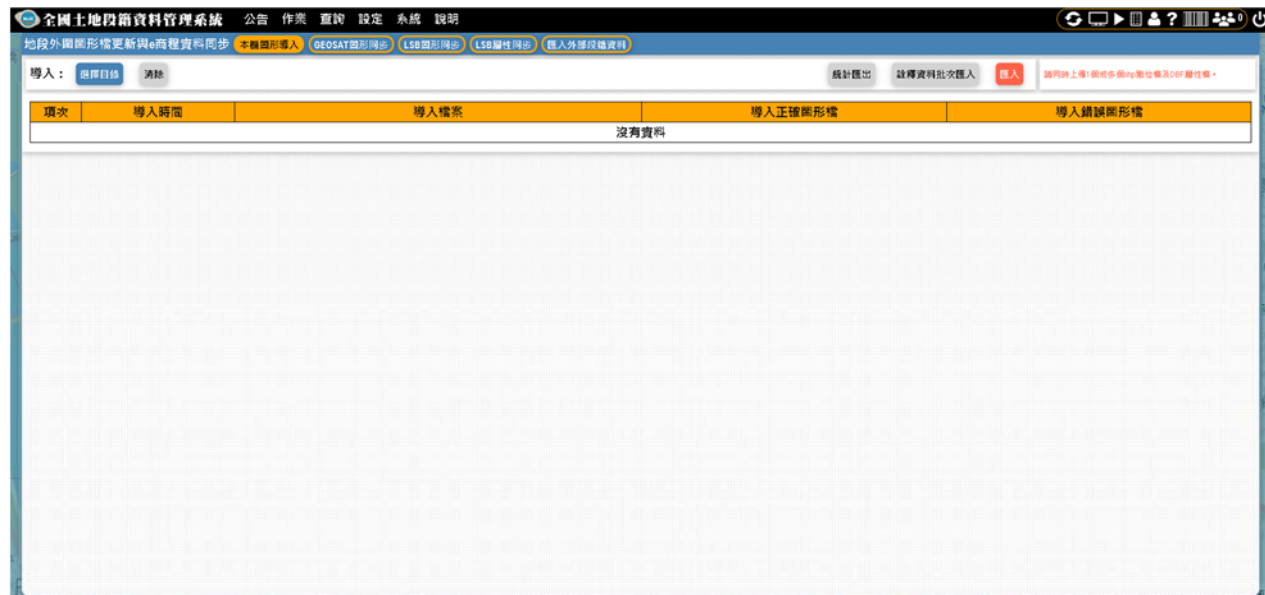 全國土地段籍資料管理系統 公告 作業 查詢 設定 系統 說明
地段外圍圖形檔更新與e商程資料同步 本機圖形導入 GEOSAT圖形同步 LSB圖形同步 LSB屬性同步 匯入外部段籍資料
導入： 選擇目錄 清除 統計匯出 詮釋資料批次匯入 匯入 請同時上傳1個或多個shp數位檔及DBF屬性檔。
項次 導入時間 導入檔案 導入正確圖形檔 導入錯誤圖形檔
沒有資料